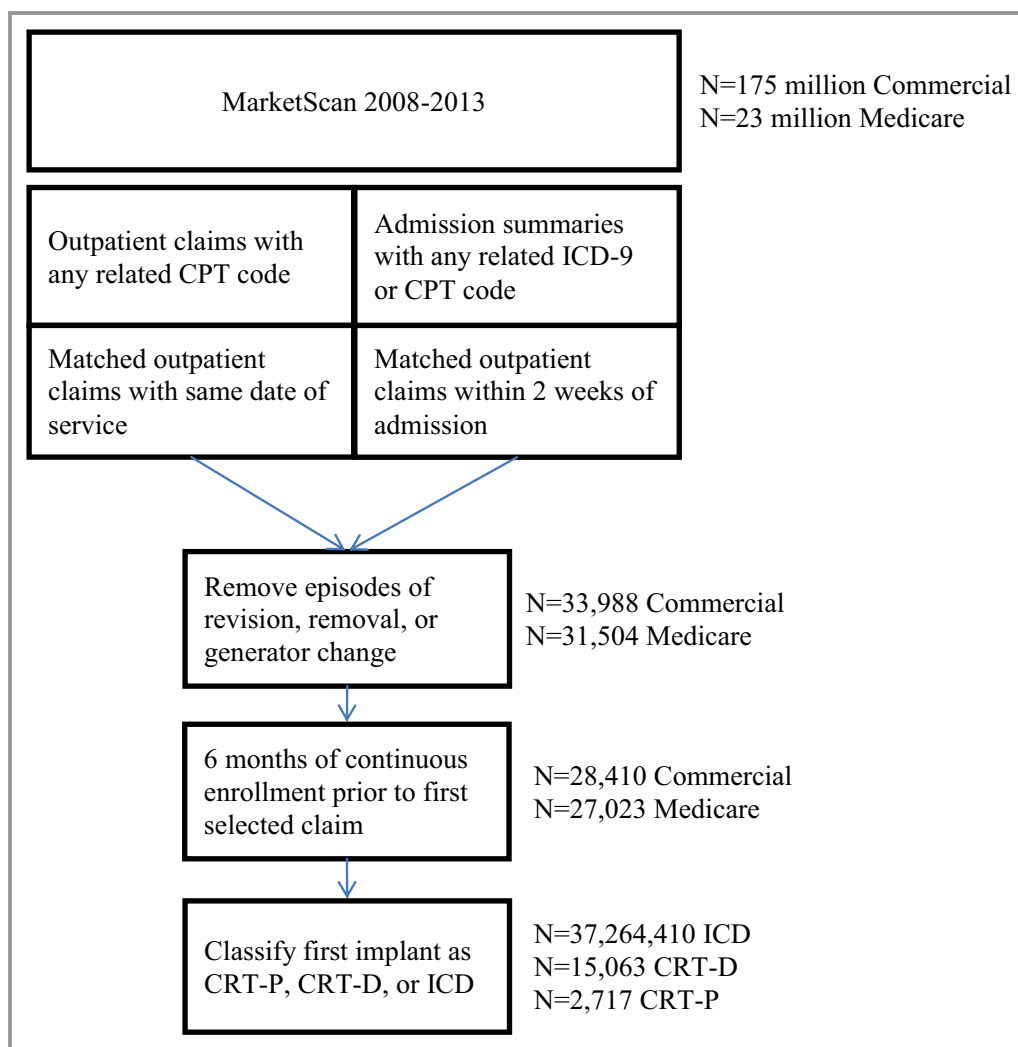 MarketScan 2008-2013
N=175 million Commercial
N=23 million Medicare
Outpatient claims with
any related CPT code
Admission summaries
with any related ICD-9
or CPT code
Matched outpatient
claims with same date of
service
Matched outpatient
claims within 2 weeks of
admission
Remove episodes of
revision, removal, or
generator change
N=33,988 Commercial
N=31,504 Medicare
6 months of continuous
enrollment prior to first
selected claim
N=28,410 Commercial
N=27,023 Medicare
Classify first implant as
CRT-P, CRT-D, or ICD
N=37,264,410 ICD
N=15,063 CRT-D
N=2,717 CRT-P